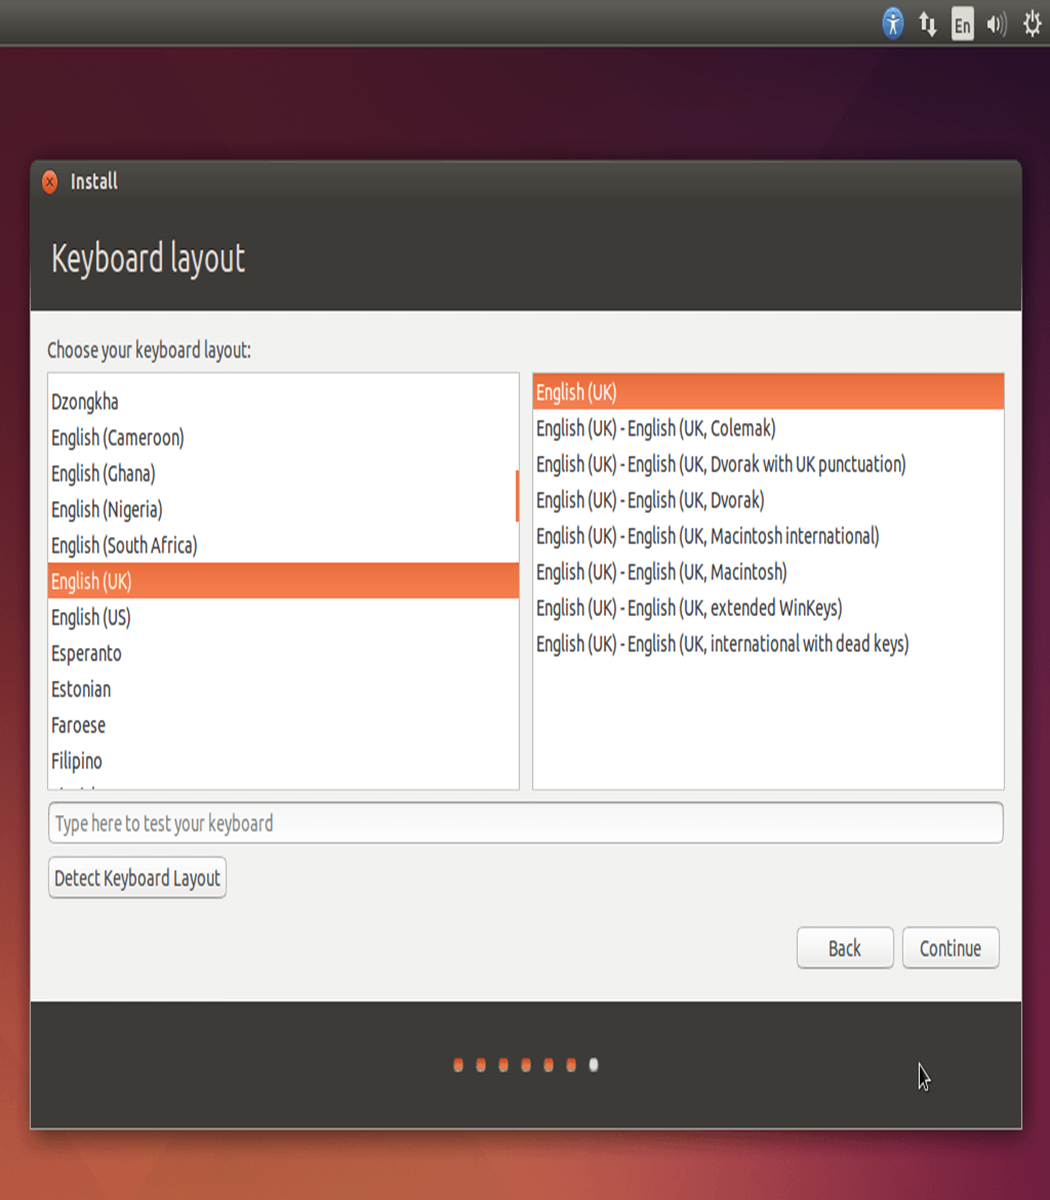 En
Install
Keyboard layout
Choose your keyboard layout:
Dzongkha
English (Cameroon)
English (Ghana)
English (Nigeria)
English (South Africa)
English (UK)
English (US)
Esperanto
Estonian
Faroese
Filipino
English (UK)
English (UK) - English (UK, Colemak)
English (UK) - English (UK, Dvorak with UK punctuation)
English (UK) - English (UK, Dvorak)
English (UK) - English (UK, Macintosh international)
English (UK) - English (UK, Macintosh)
English (UK) - English (UK, extended WinKeys)
English (UK) - English (UK, international with dead keys)
Type here to test your keyboard
Detect Keyboard Layout
Back
Continue